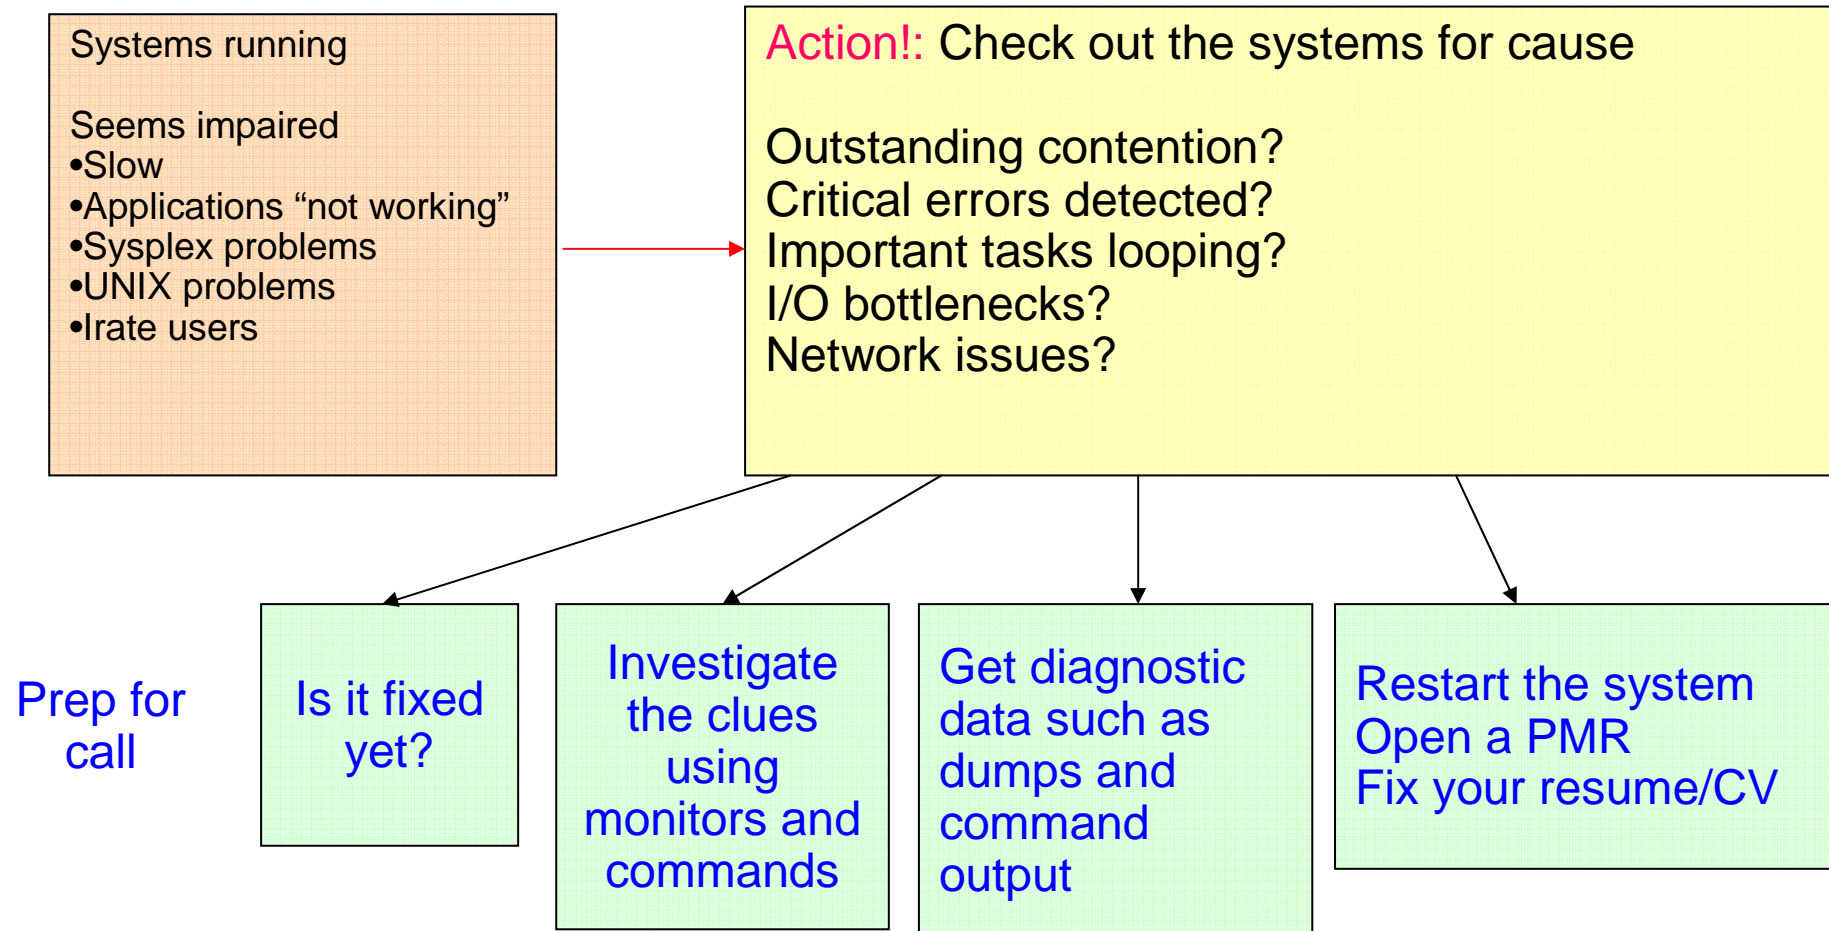 Systems running
Seems impaired
•Slow
•Applications “not working”
•Sysplex problems
•UNIX problems
•Irate users
Action!: Check out the systems for cause
Outstanding contention?
Critical errors detected?
Important tasks looping?
I/O bottlenecks?
Network issues?
Prep for
call
Is it fixed
yet?
Investigate
the clues
using
monitors and
commands
Get diagnostic
data such as
dumps and
command
output
Restart the system
Open a PMR
Fix your resume/CV